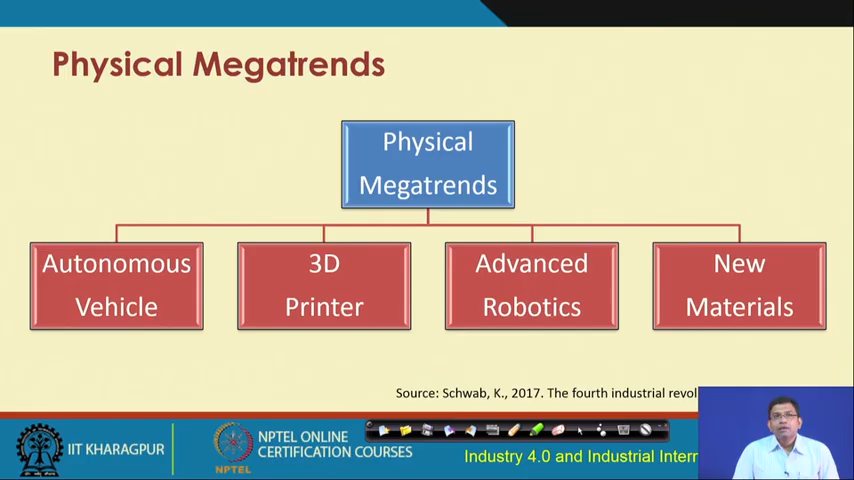 Physical Megatrends
Physical
Megatrends
Autonomous
Vehicle
3D
Printer
Advanced
Robotics
New
Materials
Source: Schwab, K., 2017. The fourth industrial revol
IIT KHARAGPUR
NPTEL
NPTEL ONLINE
CERTIFICATION COURSES
Industry 4.0 and Industrial Intern